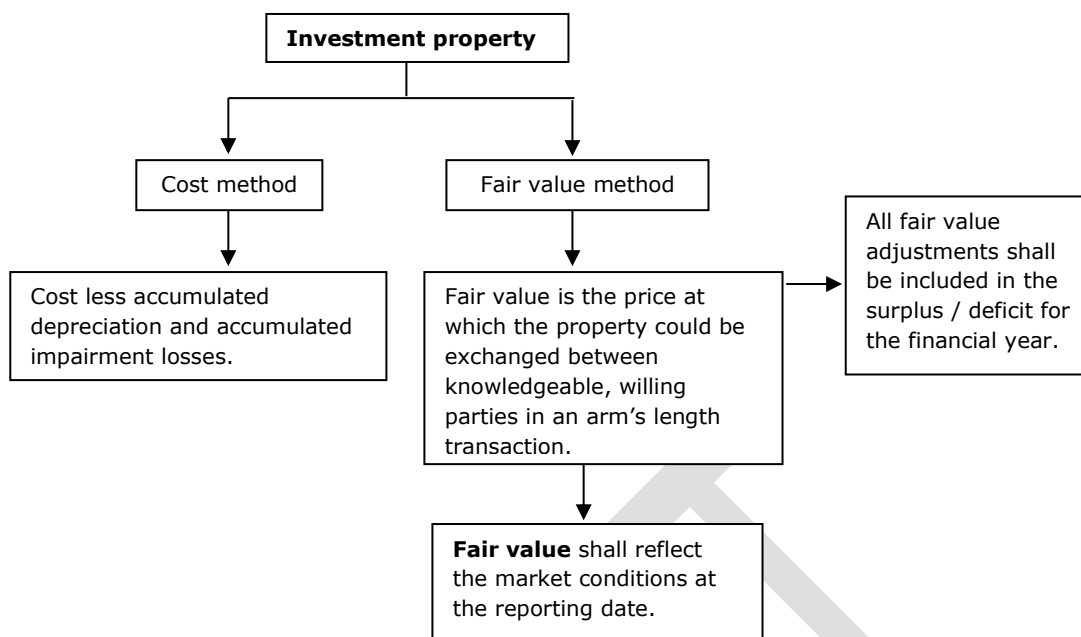 Investment property
Cost method
Fair value method
Cost less accumulated
depreciation and accumulated
impairment losses.
Fair value is the price at
which the property could be
exchanged between
knowledgeable, willing
parties in an arm’s length
transaction.
All fair value
adjustments shall
be included in the
surplus / deficit for
the financial year.
Fair value shall reflect
the market conditions at
the reporting date.